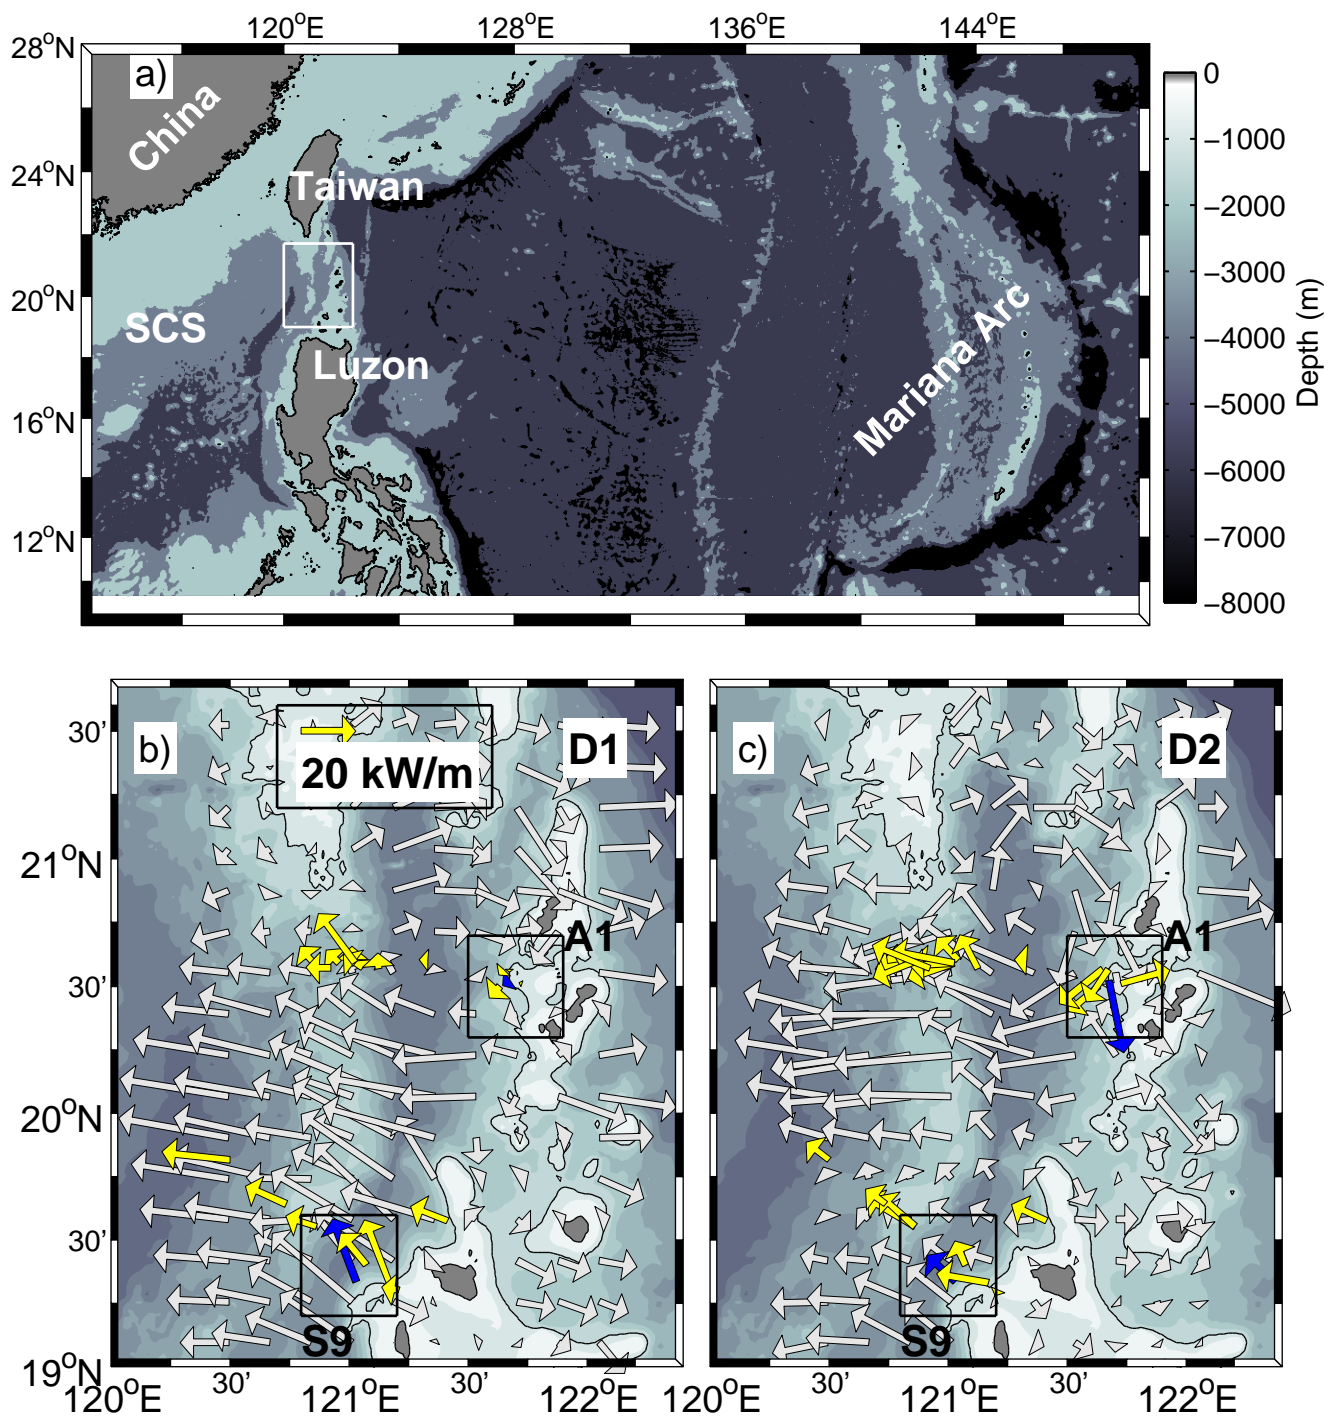 120°E 128°E 136°E 144°E
28°N
24°N
20°N
16°N
12°N
a)
China
Taiwan
SCS
Luzon
Mariana Arc
0
−1000
−2000
−3000
−4000
−5000
−6000
−7000
−8000
Depth (m)
b)
20 kW/m
D1
A1
S9
30'
21°N
30'
20°N
30'
19°N
120°E 30' 121°E 30' 122°E
c)
D2
A1
S9
120°E 30' 121°E 30' 122°E